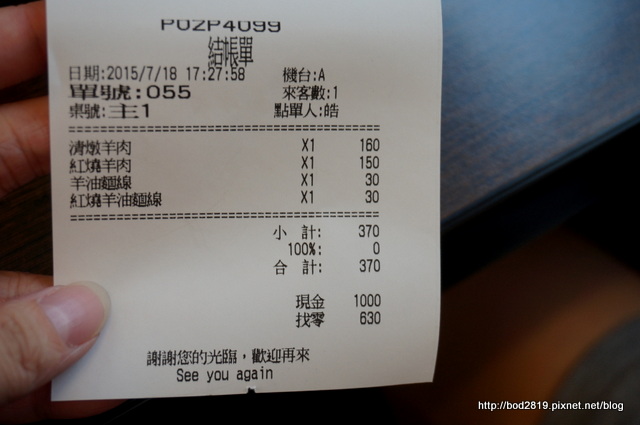 POZP4099
結帳單
日期:2015/7/18 17:27:58 機台:A
單號:055 來客數:1
桌號:主1 點單人:皓
清燉羊肉 X1 160
紅燒羊肉 X1 150
羊油麵線 X1 30
紅燒羊油麵線 X1 30
小 計: 370
100%: 0
合 計: 370
現金 1000
找零 630
謝謝您的光臨，歡迎再來
See you again
http://bod2819.pixnet.net/blog